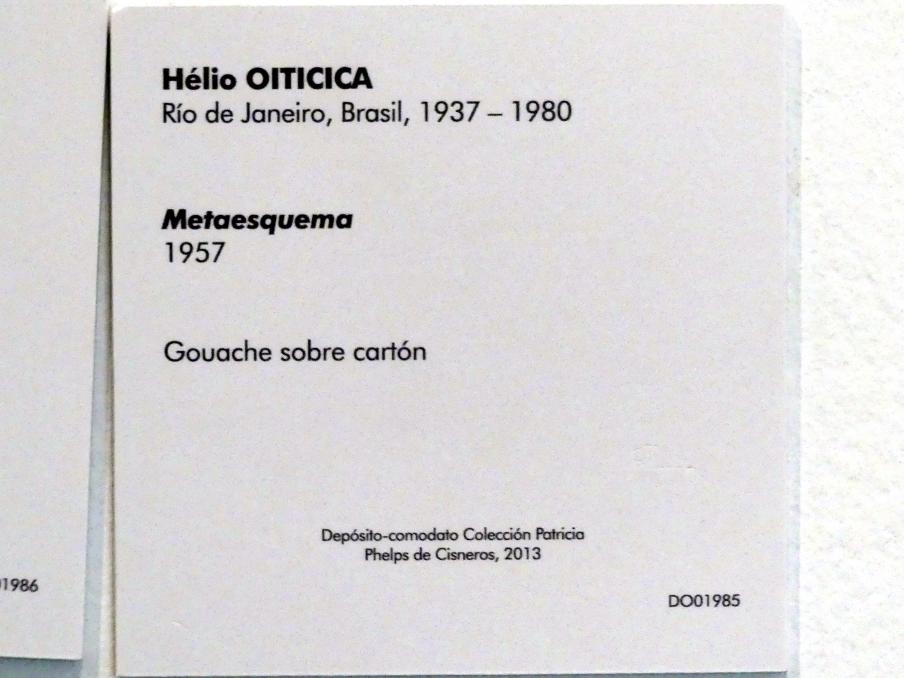 Hélio OITICICA
Río de Janeiro, Brasil, 1937 – 1980
Metaesquema
1957
Gouache sobre cartón
Depósito-comodato Colección Patricia
Phelps de Cisneros, 2013
DO01985
01986